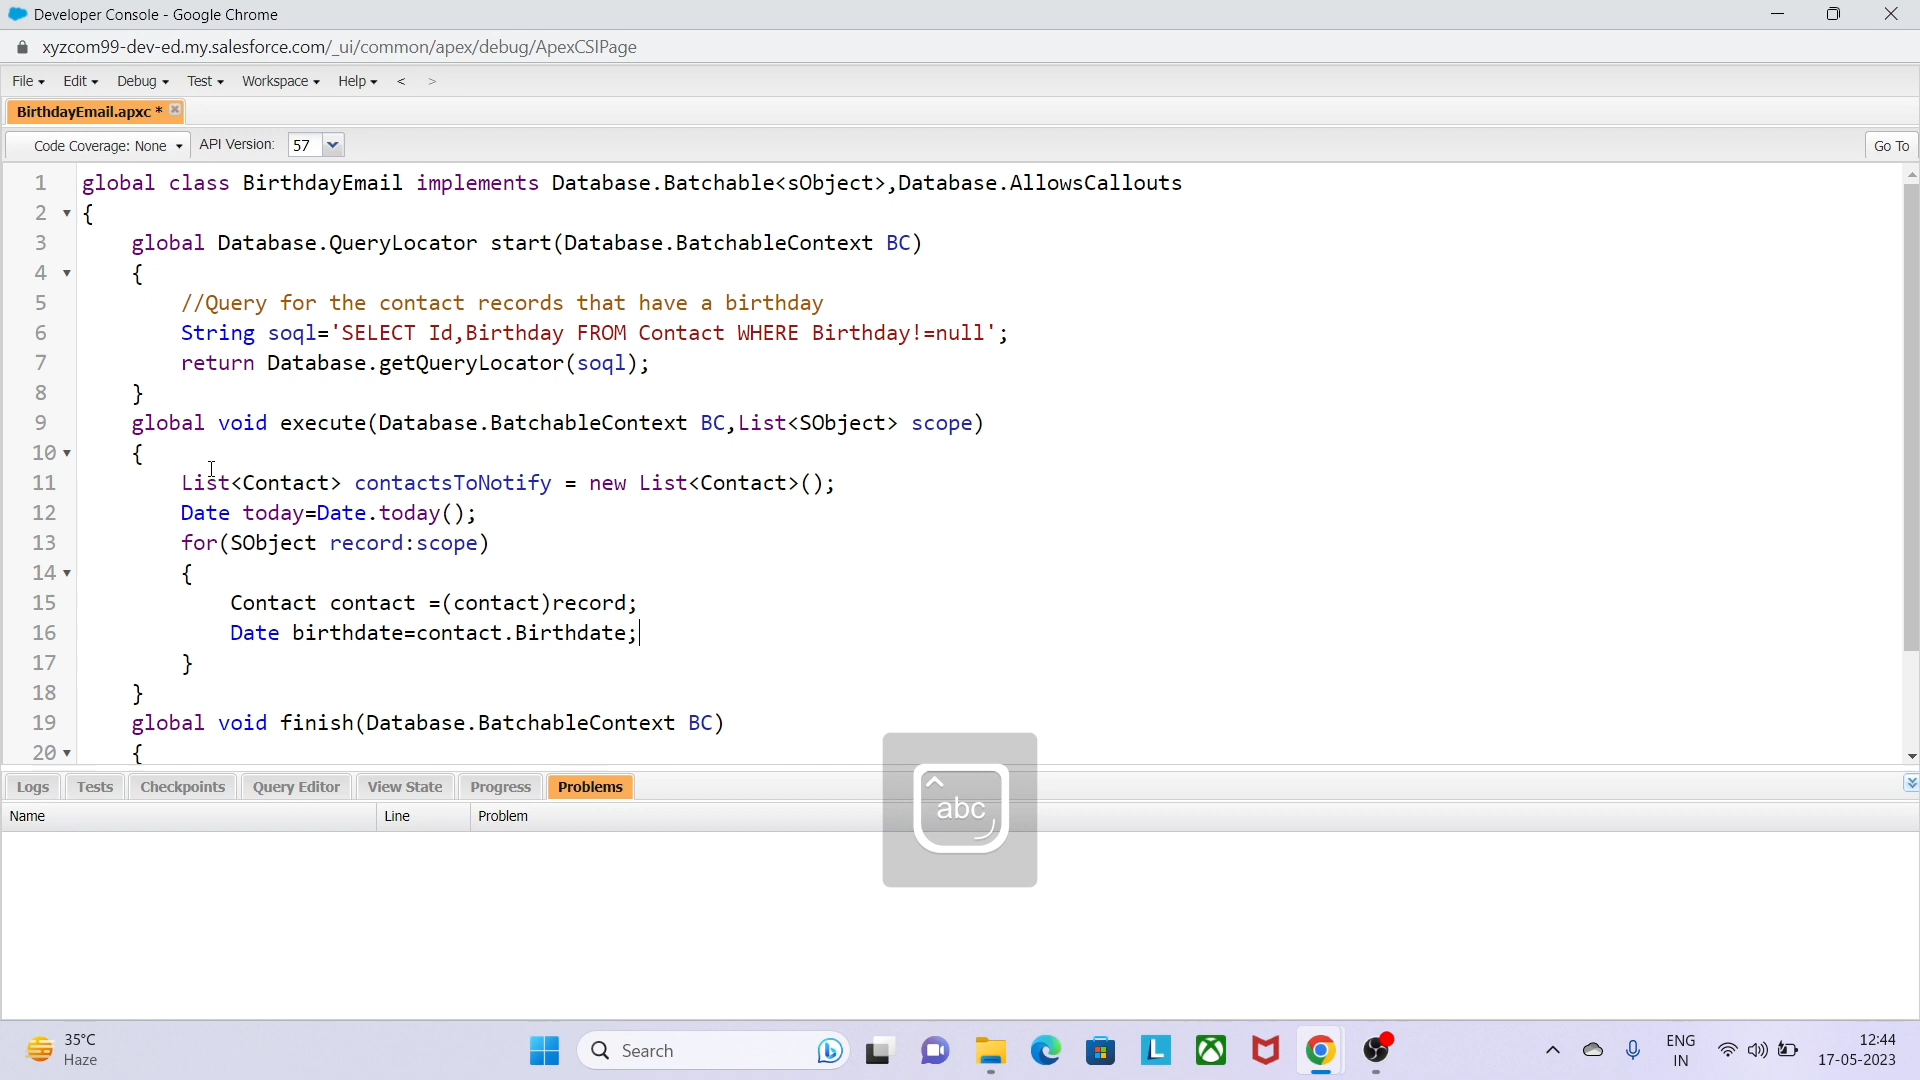 Developer Console - Google Chrome
xyzcom99-dev-ed.my.salesforce.com/_ui/common/apex/debug/ApexCSIPage
File Edit Debug Test Workspace Help < >
BirthdayEmail.apxc *
Code Coverage: None API Version: 57 Go To
1 global class BirthdayEmail implements Database.Batchable<sObject>,Database.AllowsCallouts
2 {
3 global Database.QueryLocator start(Database.BatchableContext BC)
4 {
5 //Query for the contact records that have a birthday
6 String soql='SELECT Id,Birthday FROM Contact WHERE Birthday!=null';
7 return Database.getQueryLocator(soql);
8 }
9 global void execute(Database.BatchableContext BC,List<SObject> scope)
10 {
11 List<Contact> contactsToNotify = new List<Contact>();
12 Date today=Date.today();
13 for(SObject record:scope)
14 {
15 Contact contact =(contact)record;
16 Date birthdate=contact.Birthdate;
17 }
18 }
19 global void finish(Database.BatchableContext BC)
20 {
Logs Tests Checkpoints Query Editor View State Progress Problems
Name Line Problem
abc
35°C
Haze
Search
ENG
IN
12:44
17-05-2023